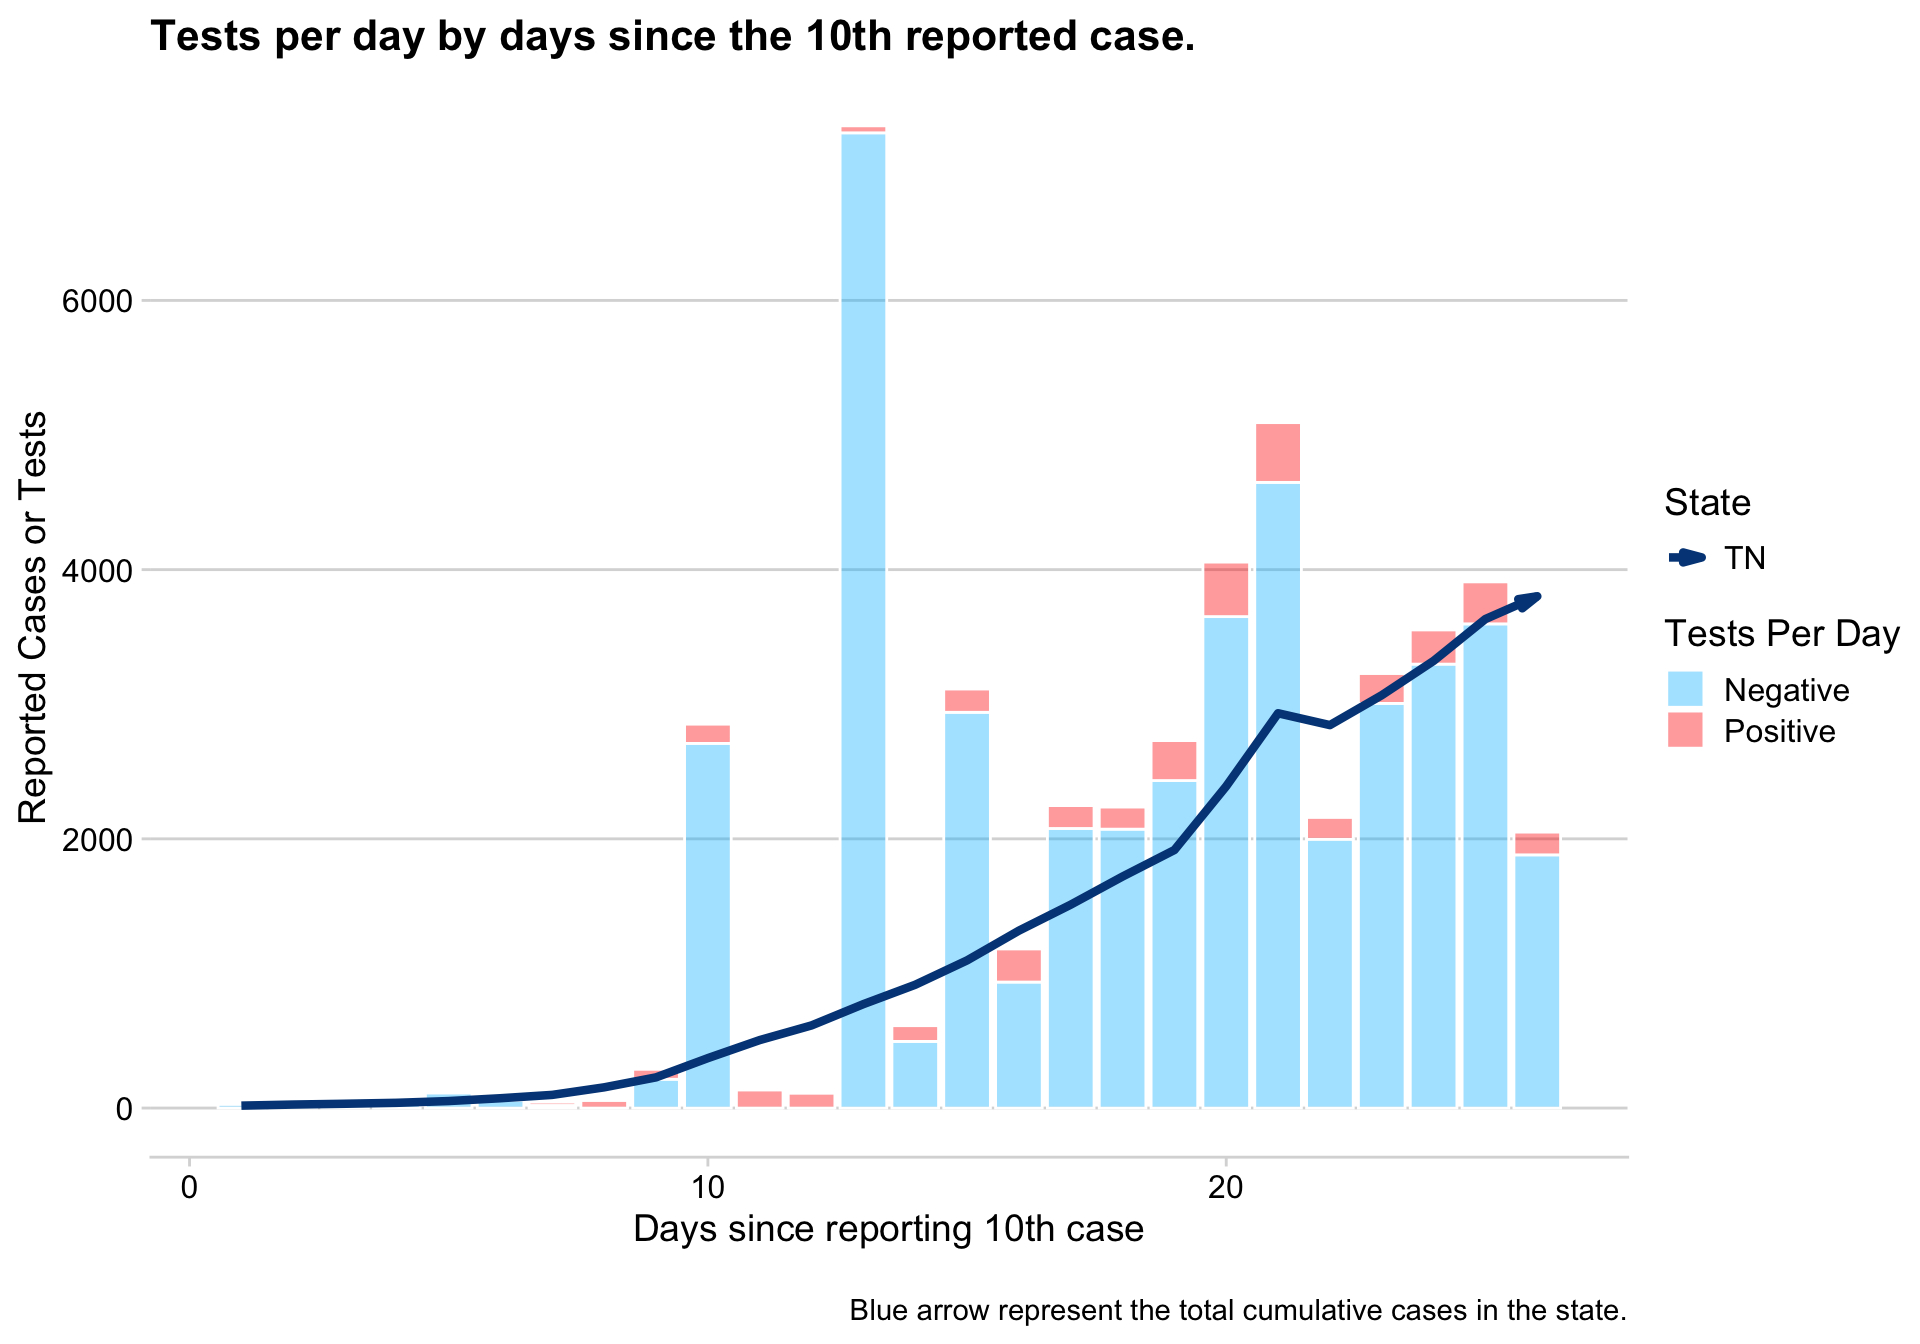 Tests per day by days since the 10th reported case.
6000
4000
2000
0
Reported Cases or Tests
0
10
20
Days since reporting 10th case
State
TN
Tests Per Day
Negative
Positive
Blue arrow represent the total cumulative cases in the state.